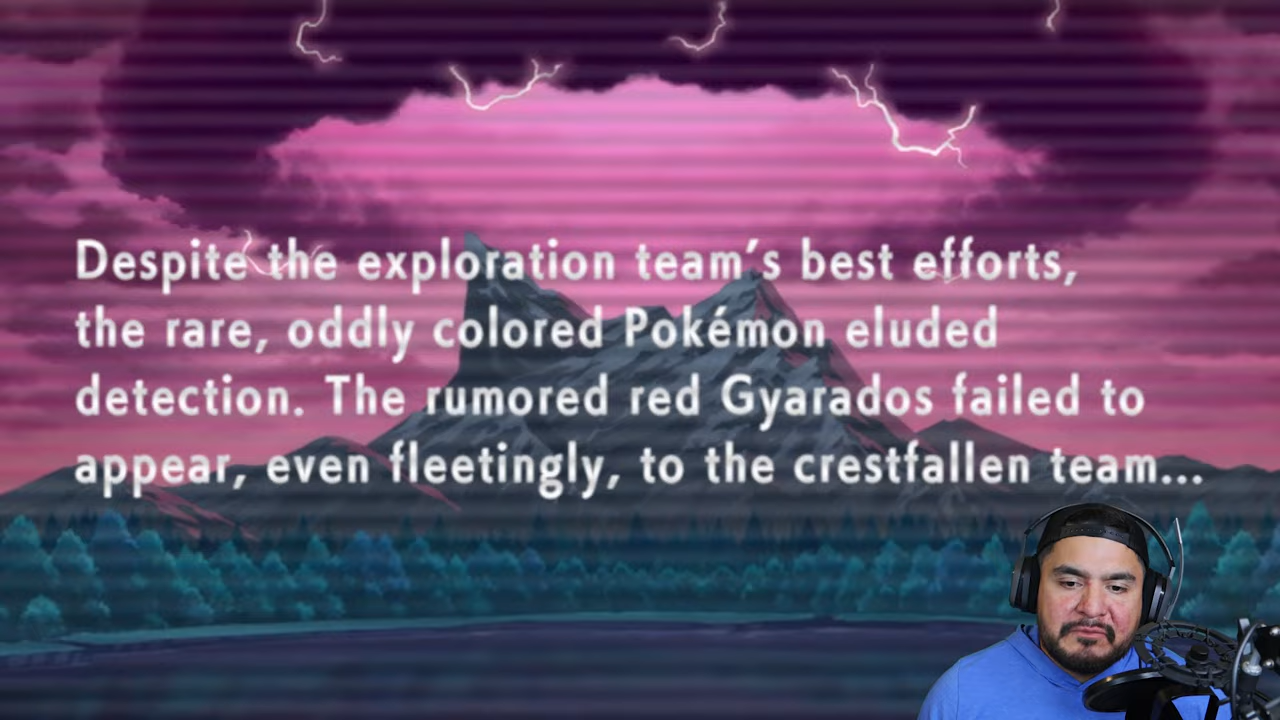 Despite the exploration team's best efforts,
the rare, oddly colored Pokémon eluded
detection. The rumored red Gyarados failed to
appear, even fleetingly, to the crestfallen team...